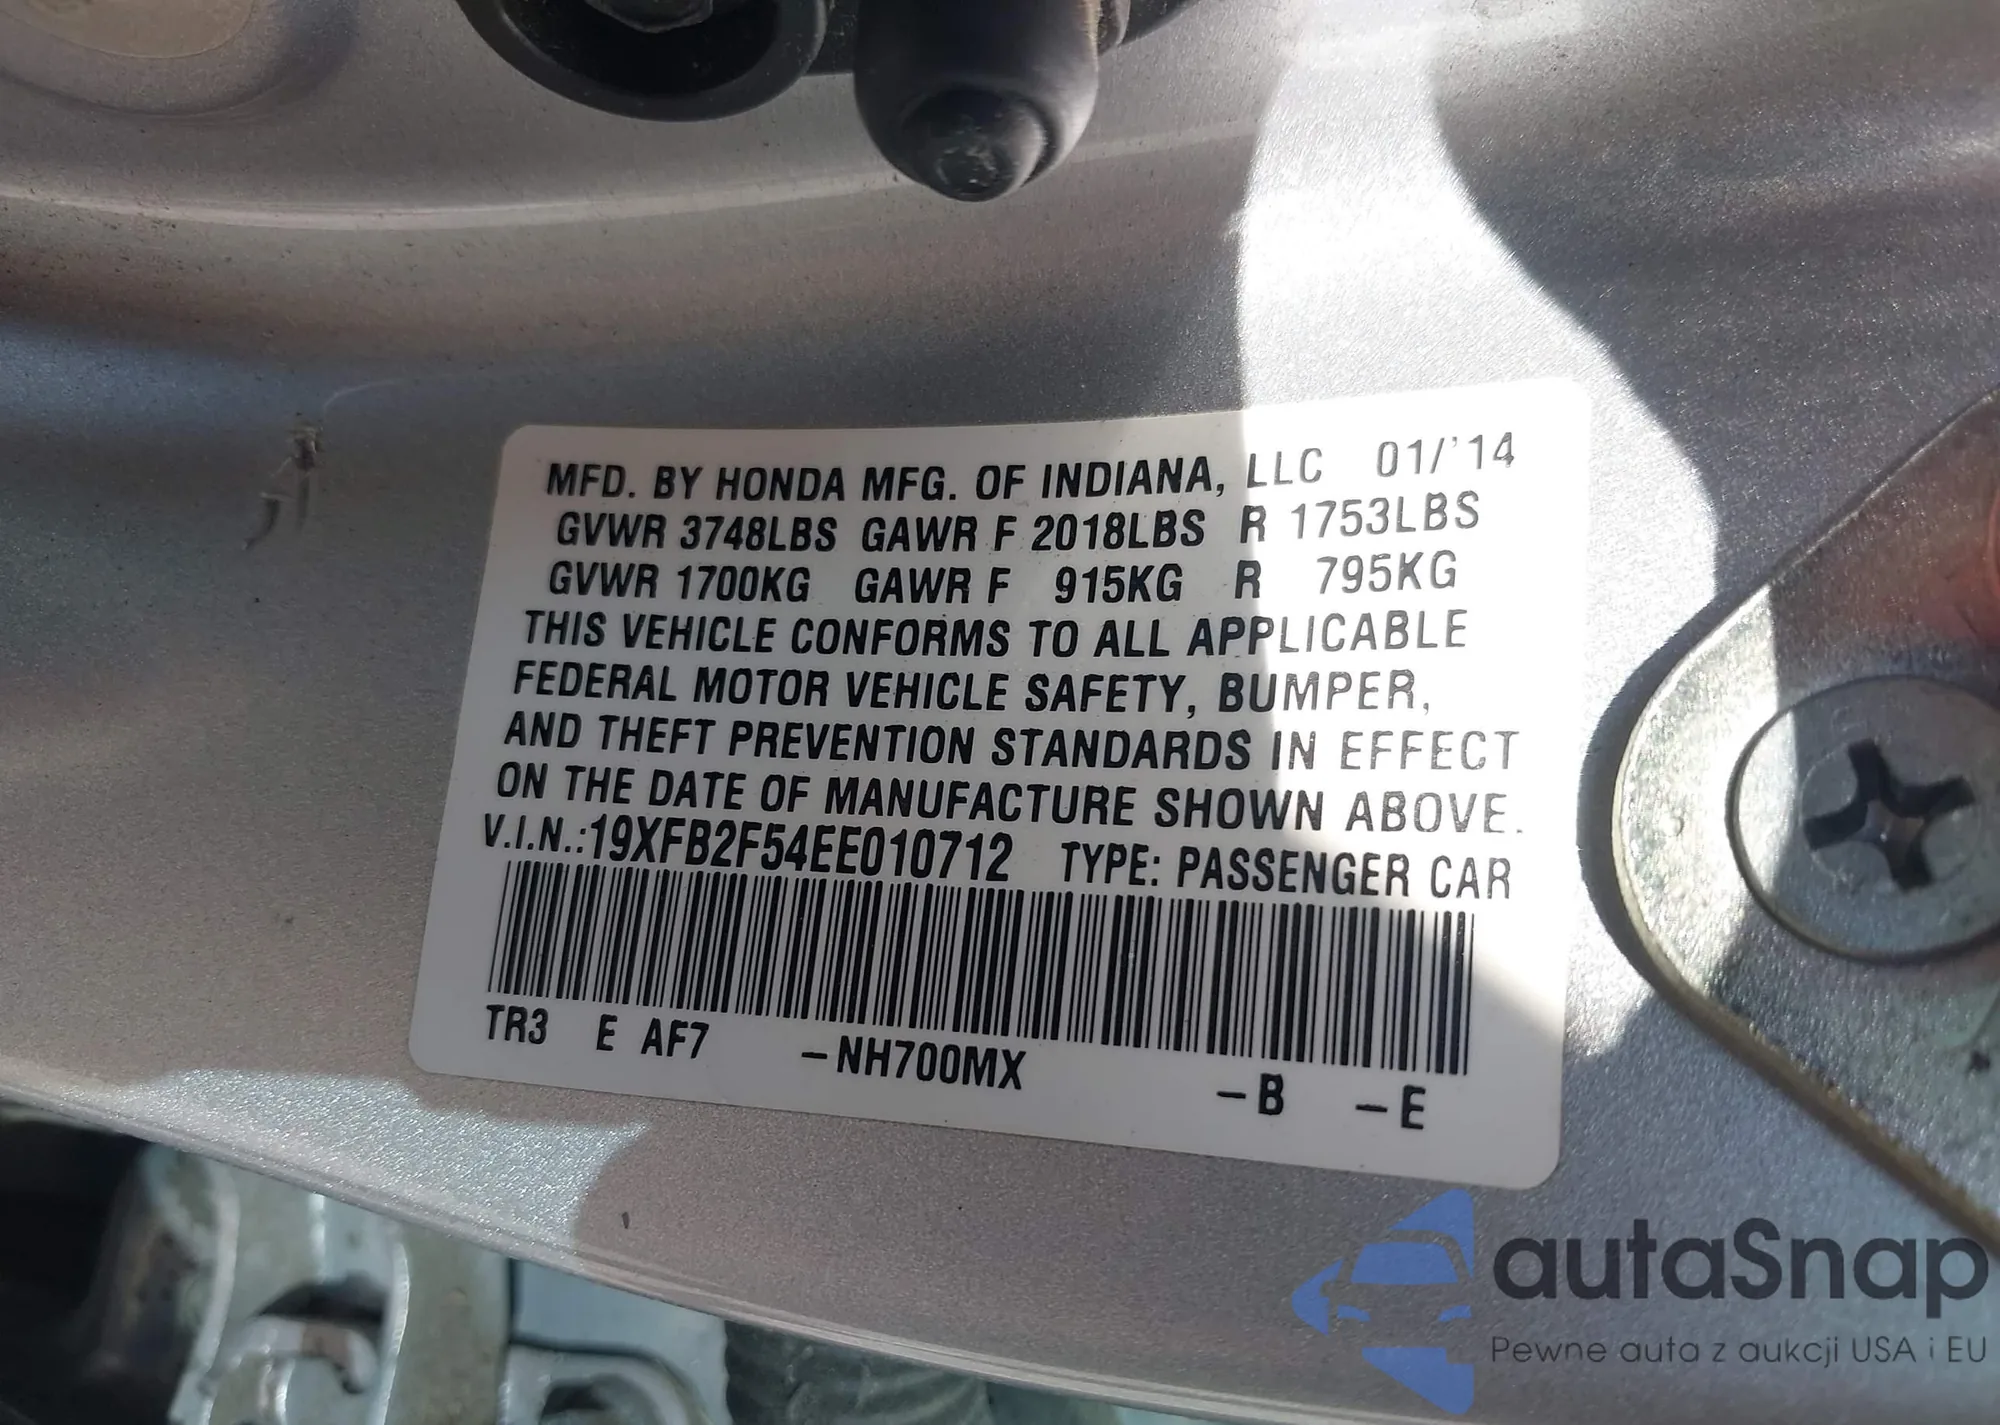 MFD. BY HONDA MFG. OF INDIANA, LLC 01/'14
GVWR 3748LBS GAWR F 2018LBS R 1753LBS
GVWR 1700KG GAWR F 915KG R 795KG
THIS VEHICLE CONFORMS TO ALL APPLICABLE
FEDERAL MOTOR VEHICLE SAFETY, BUMPER,
AND THEFT PREVENTION STANDARDS IN EFFECT
ON THE DATE OF MANUFACTURE SHOWN ABOVE.
V.I.N.:19XFB2F54EE010712 TYPE: PASSENGER CAR
TR3 E AF7 -NH700MX -B -E
autaSnap
Pewne auta z aukcji USA i EU